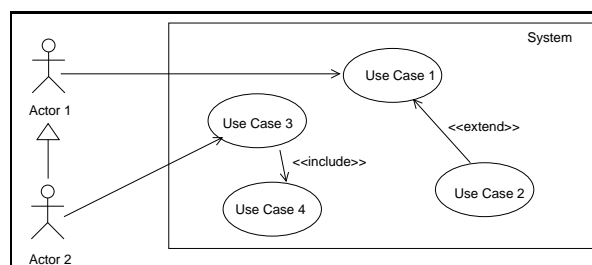 System
Use Case 1
Actor 1
Use Case 3
<<extend>>
<<include>>
Use Case 2
Use Case 4
Actor 2